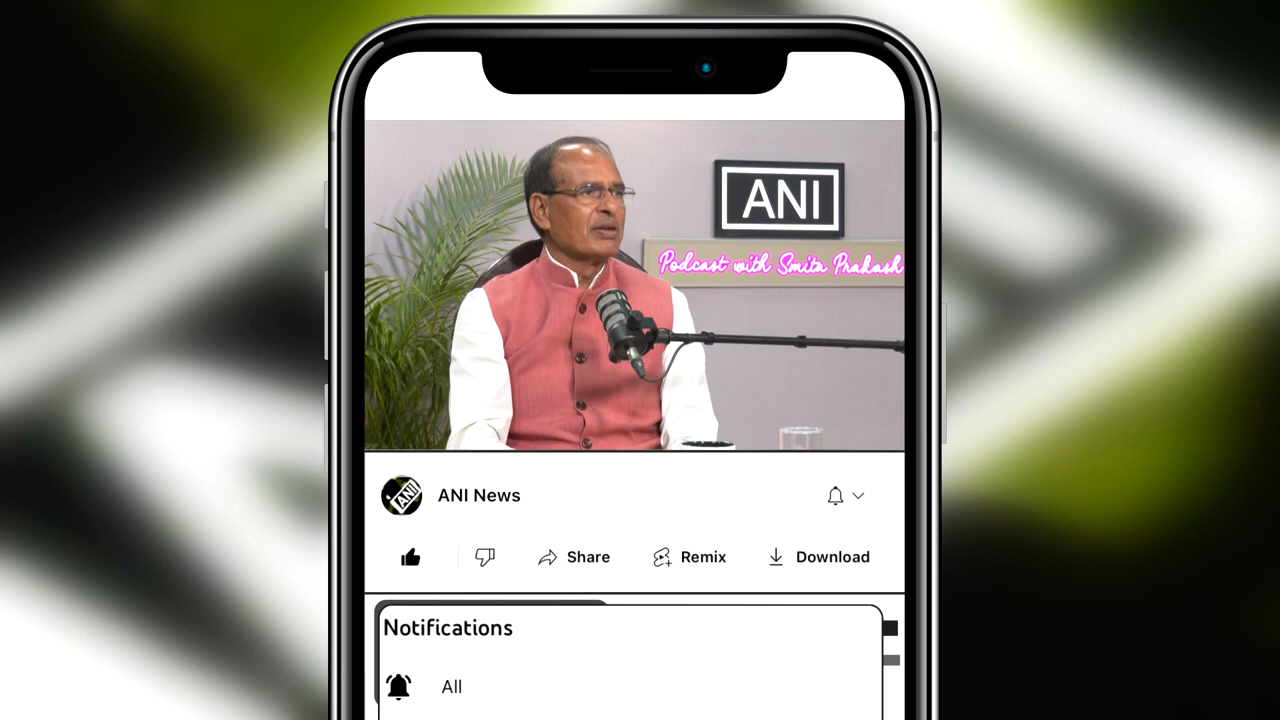 ANI
Podcast with Smita Prakash
ANI
ANI News
Share
Remix
Download
Notifications
All